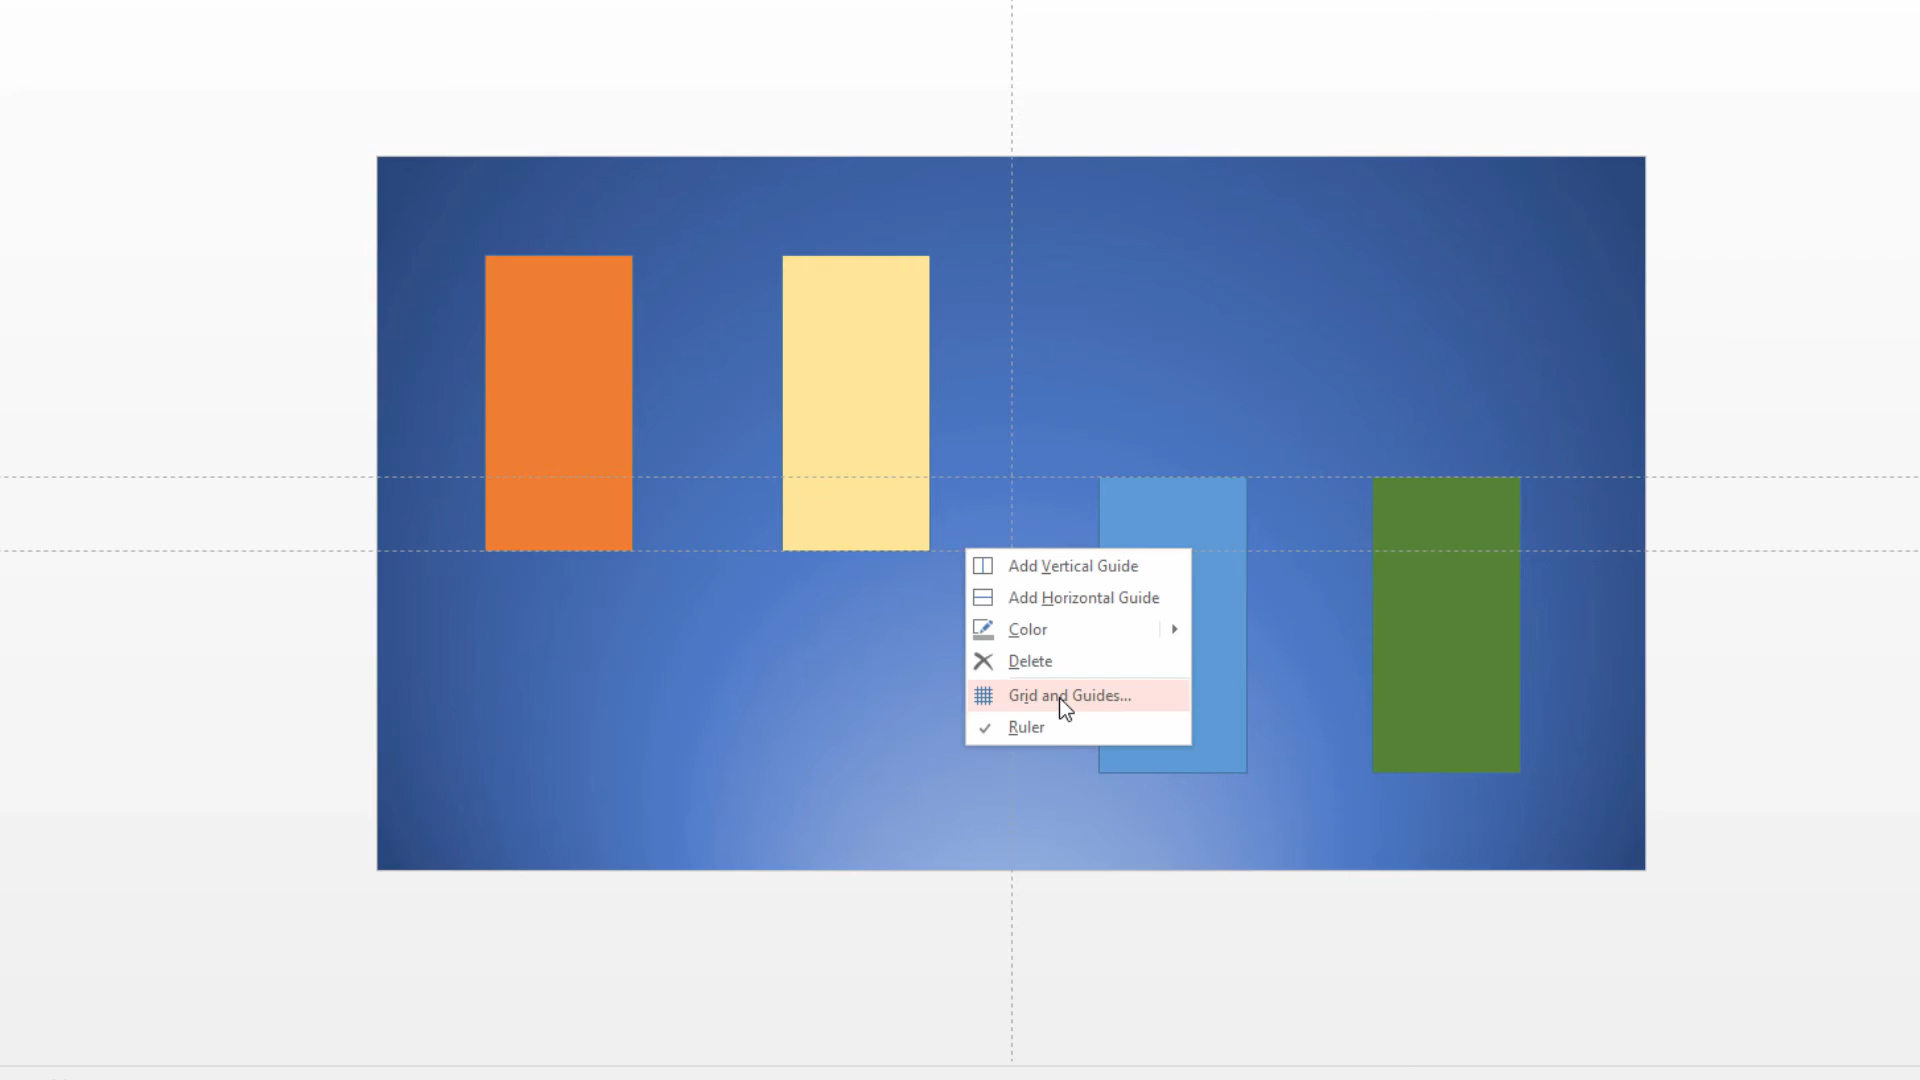 Add Vertical Guide
Add Horizontal Guide
Color
Delete
Grid and Guides...
Ruler